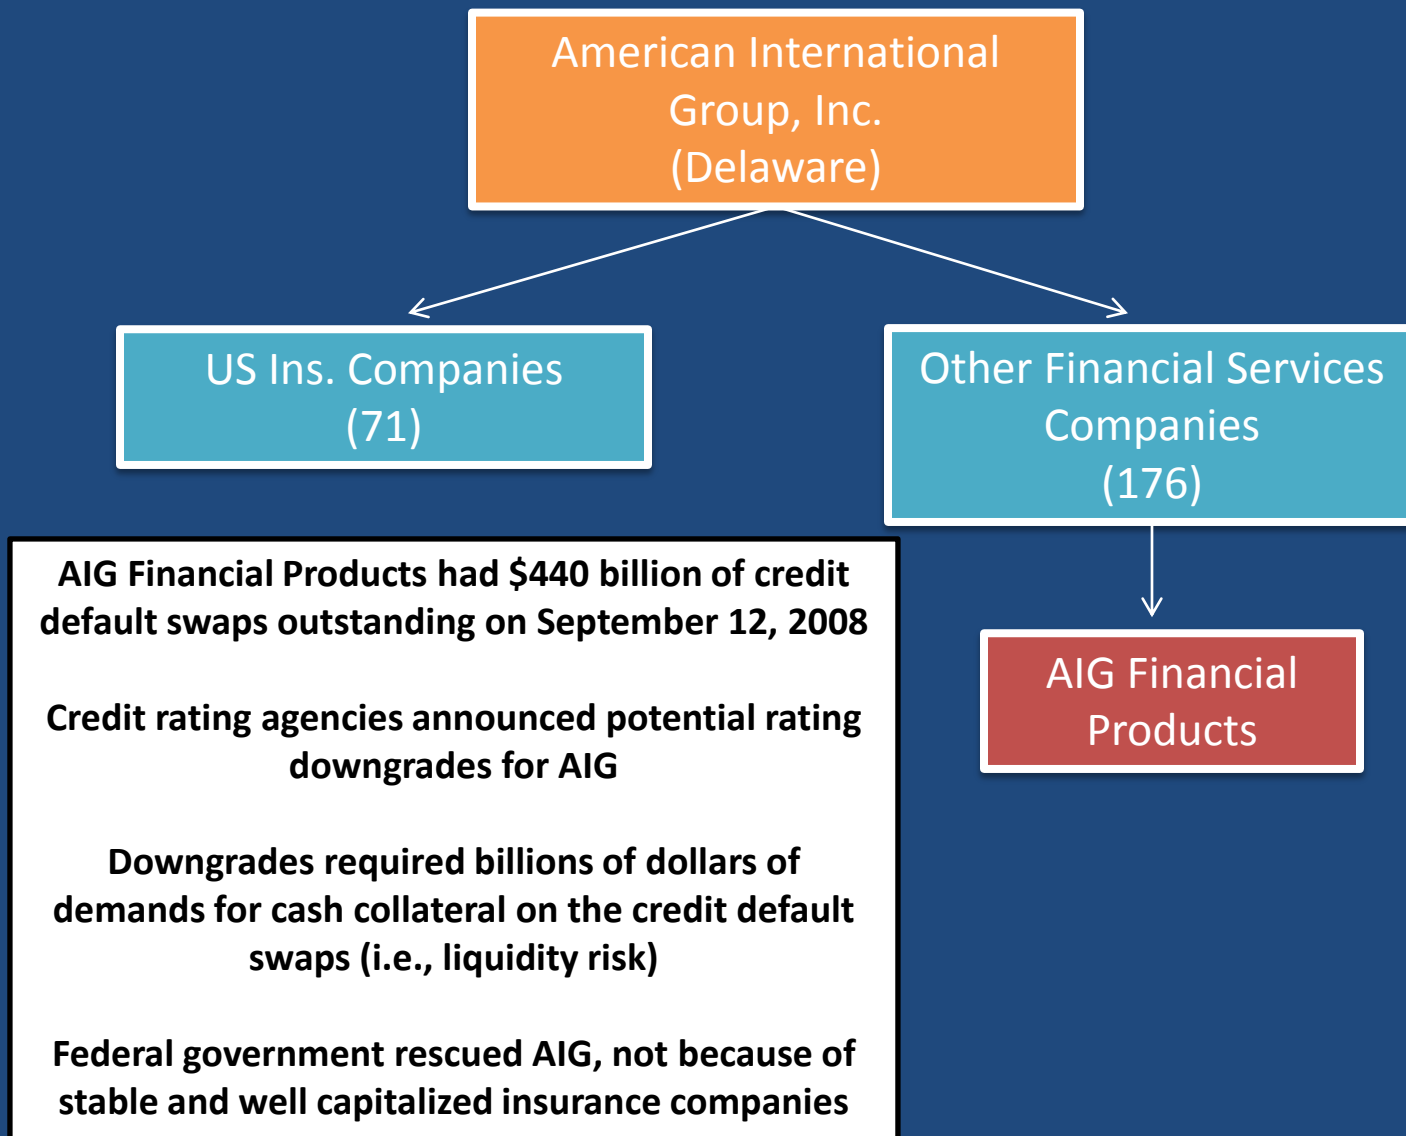 American International
Group, Inc.
(Delaware)
US Ins. Companies
(71)
Other Financial Services
Companies
(176)
AIG Financial Products had $440 billion of credit
default swaps outstanding on September 12, 2008
Credit rating agencies announced potential rating
downgrades for AIG
Downgrades required billions of dollars of
demands for cash collateral on the credit default
swaps (i.e., liquidity risk)
Federal government rescued AIG, not because of
stable and well capitalized insurance companies
AIG Financial
Products